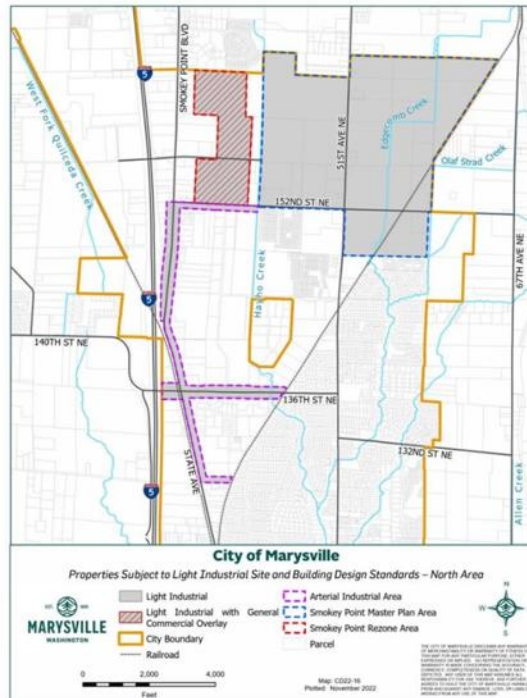 SMOKEY POINT BLVD
5
West Fork Quilceda Creek
51ST AVE NE
Edgecomb Creek
Olaf Strad Creek
152ND ST NE
67TH AVE NE
Hayho Creek
5
140TH ST NE
136TH ST NE
132ND ST NE
STATE AVE
5
Allen Creek
City of Marysville
Properties Subject to Light Industrial Site and Building Design Standards – North Area
MARYSVILLE
WASHINGTON
Light Industrial
Light Industrial with General
Commercial Overlay
City Boundary
Railroad
Arterial Industrial Area
Smokey Point Master Plan Area
Smokey Point Rezone Area
Parcel
N
0 2,000 4,000
Feet
Map: CD22-16
Plotted: November 2022